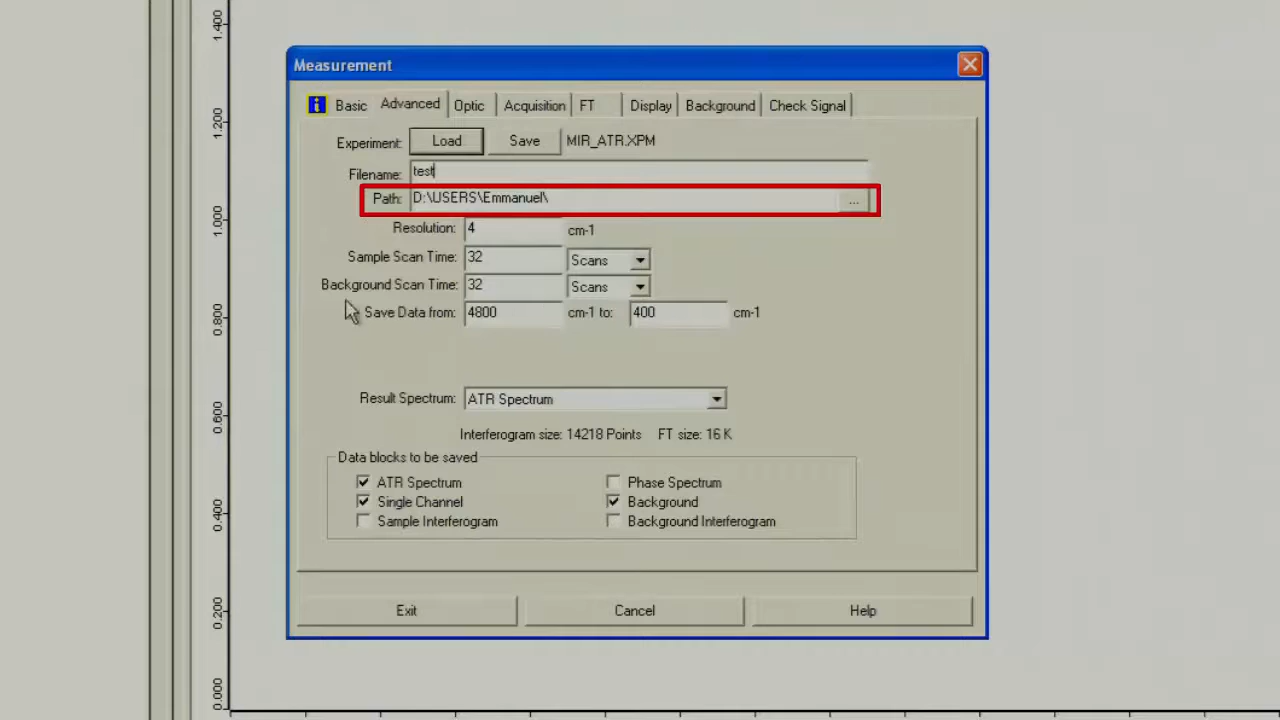 Measurement
Basic Advanced Optic Acquisition FT Display Background Check Signal
Experiment: Load Save MIR_ATR.XPM
Filename: test
Path: D:\USERS\Emmanuel\ ...
Resolution: 4 cm-1
Sample Scan Time: 32 Scans
Background Scan Time: 32 Scans
Save Data from: 4800 cm-1 to: 400 cm-1
Result Spectrum: ATR Spectrum
Interferogram size: 14218 Points FT size: 16 K
Data blocks to be saved
ATR Spectrum Phase Spectrum
Single Channel Background
Sample Interferogram Background Interferogram
Exit Cancel Help
1.400
1.200
1.000
0.800
0.600
0.400
0.200
0.000